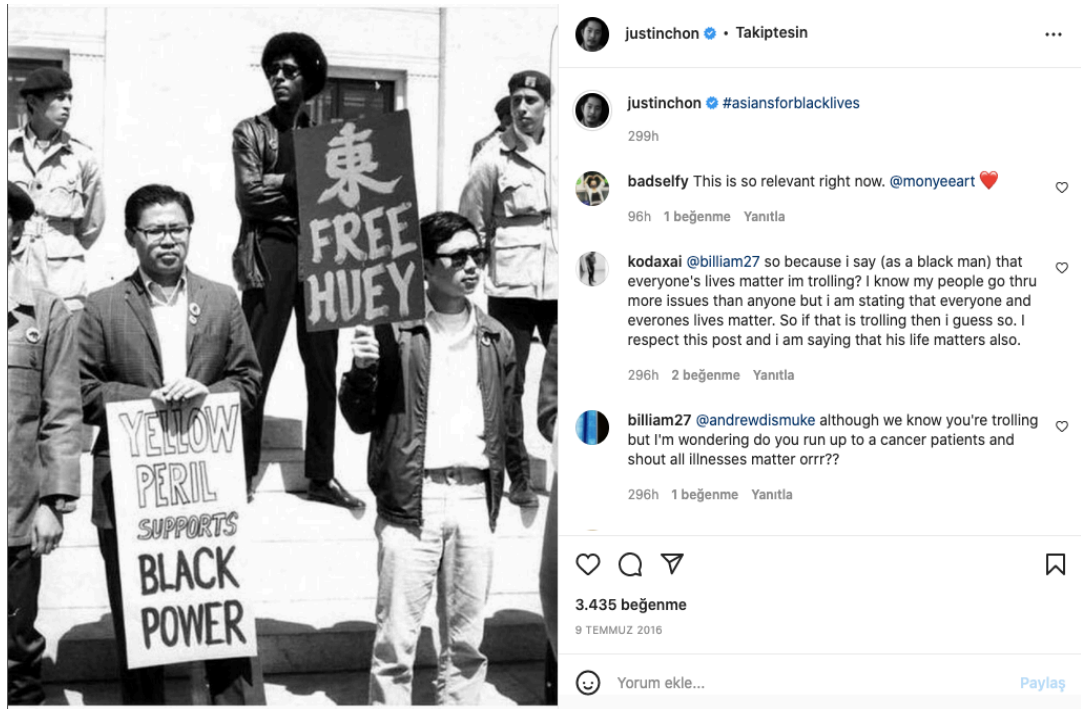 東
FREE
HUEY
YELLOW
PERIL
SUPPORTS
BLACK
POWER
justinchon • Takiptesin
justinchon #asiansforblacklives
299h
badselfy This is so relevant right now. @monyeeart ❤️
96h 1 beğenme Yanıtla
kodaxai @billiam27 so because i say (as a black man) that
everyone's lives matter im trolling? I know my people go thru
more issues than anyone but i am stating that everyone and
everones lives matter. So if that is trolling then i guess so. I
respect this post and i am saying that his life matters also.
296h 2 beğenme Yanıtla
billiam27 @andrewdismuke although we know you're trolling
but I'm wondering do you run up to a cancer patients and
shout all illnesses matter orrr??
296h 1 beğenme Yanıtla
3.435 beğenme
9 TEMMUZ 2016
Yorum ekle...
Paylaş